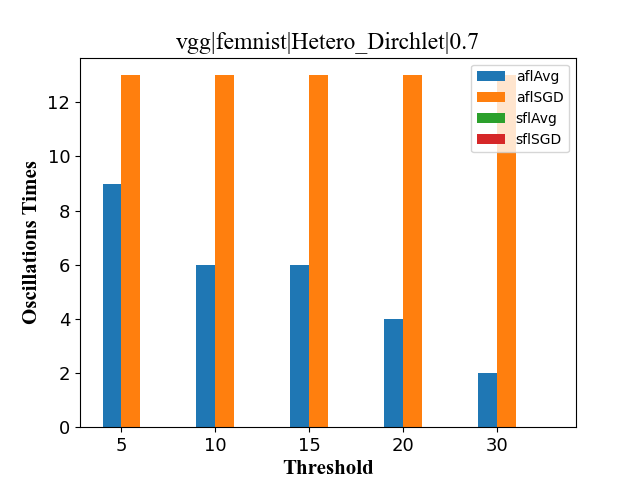 vgg|femnist|Hetero_Dirchlet|0.7
aflAvg
aflSGD
sflAvg
sflSGD
Oscillations Times
12
10
8
6
4
2
0
5 10 15 20 30
Threshold